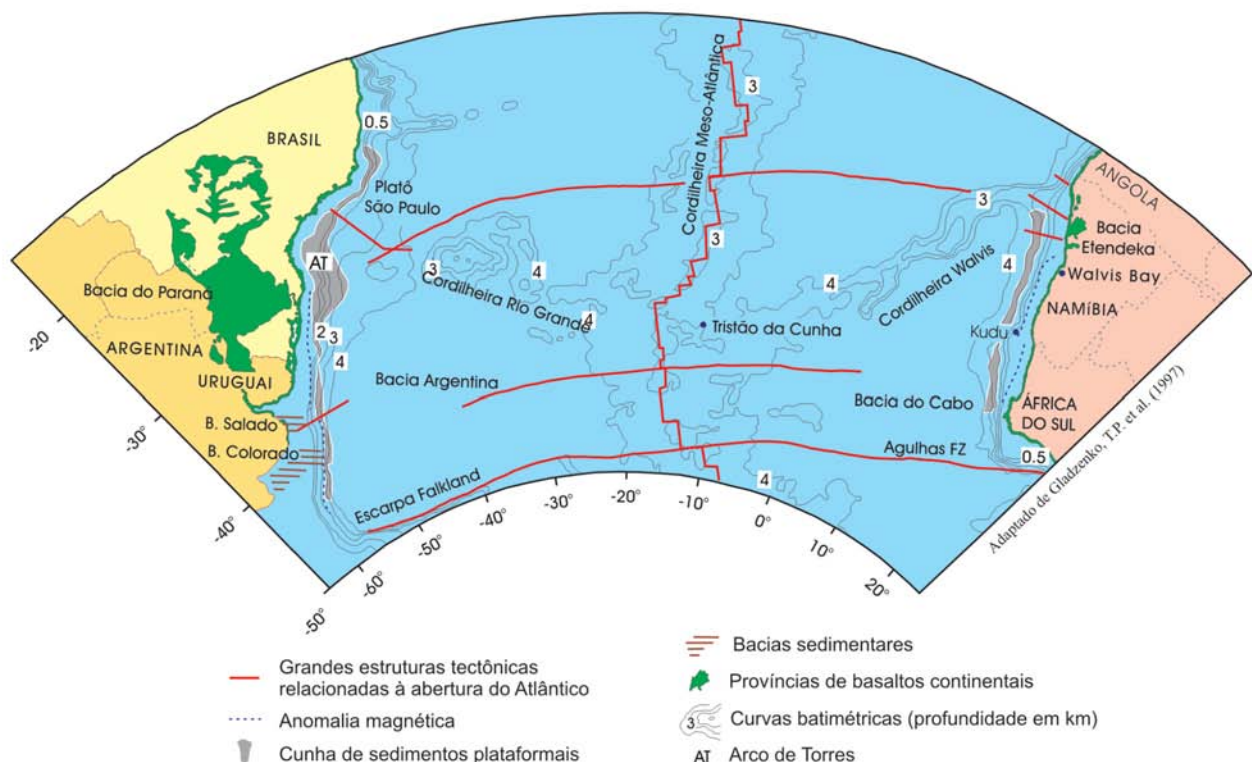 BRASIL
0.5
Platô
São Paulo
Cordilheira Meso-Atlântica
3
3
3
ANGOLA
Bacia
Etendeka
Walvis Bay
NAMÍBIA
AT
3
4
Cordilheira Rio Grande
4
4
Cordilheira Walvis
4
Bacia do Paraná
Tristão da Cunha
Kudu
ARGENTINA
2
3
4
URUGUAI
Bacia Argentina
Bacia do Cabo
ÁFRICA
DO SUL
B. Salado
B. Colorado
Agulhas FZ
0.5
Escarpa Falkland
4
Adaptado de Gladzenko, T.P. et al. (1997)
-20
-30°
-40°
-50°
-60°
-50°
-40°
-30°
-20°
-10°
0°
10°
20°
Grandes estruturas tectônicas
relacionadas à abertura do Atlântico
Anomalia magnética
Cunha de sedimentos plataformais
Bacias sedimentares
Províncias de basaltos continentais
3
Curvas batimétricas (profundidade em km)
AT Arco de Torres